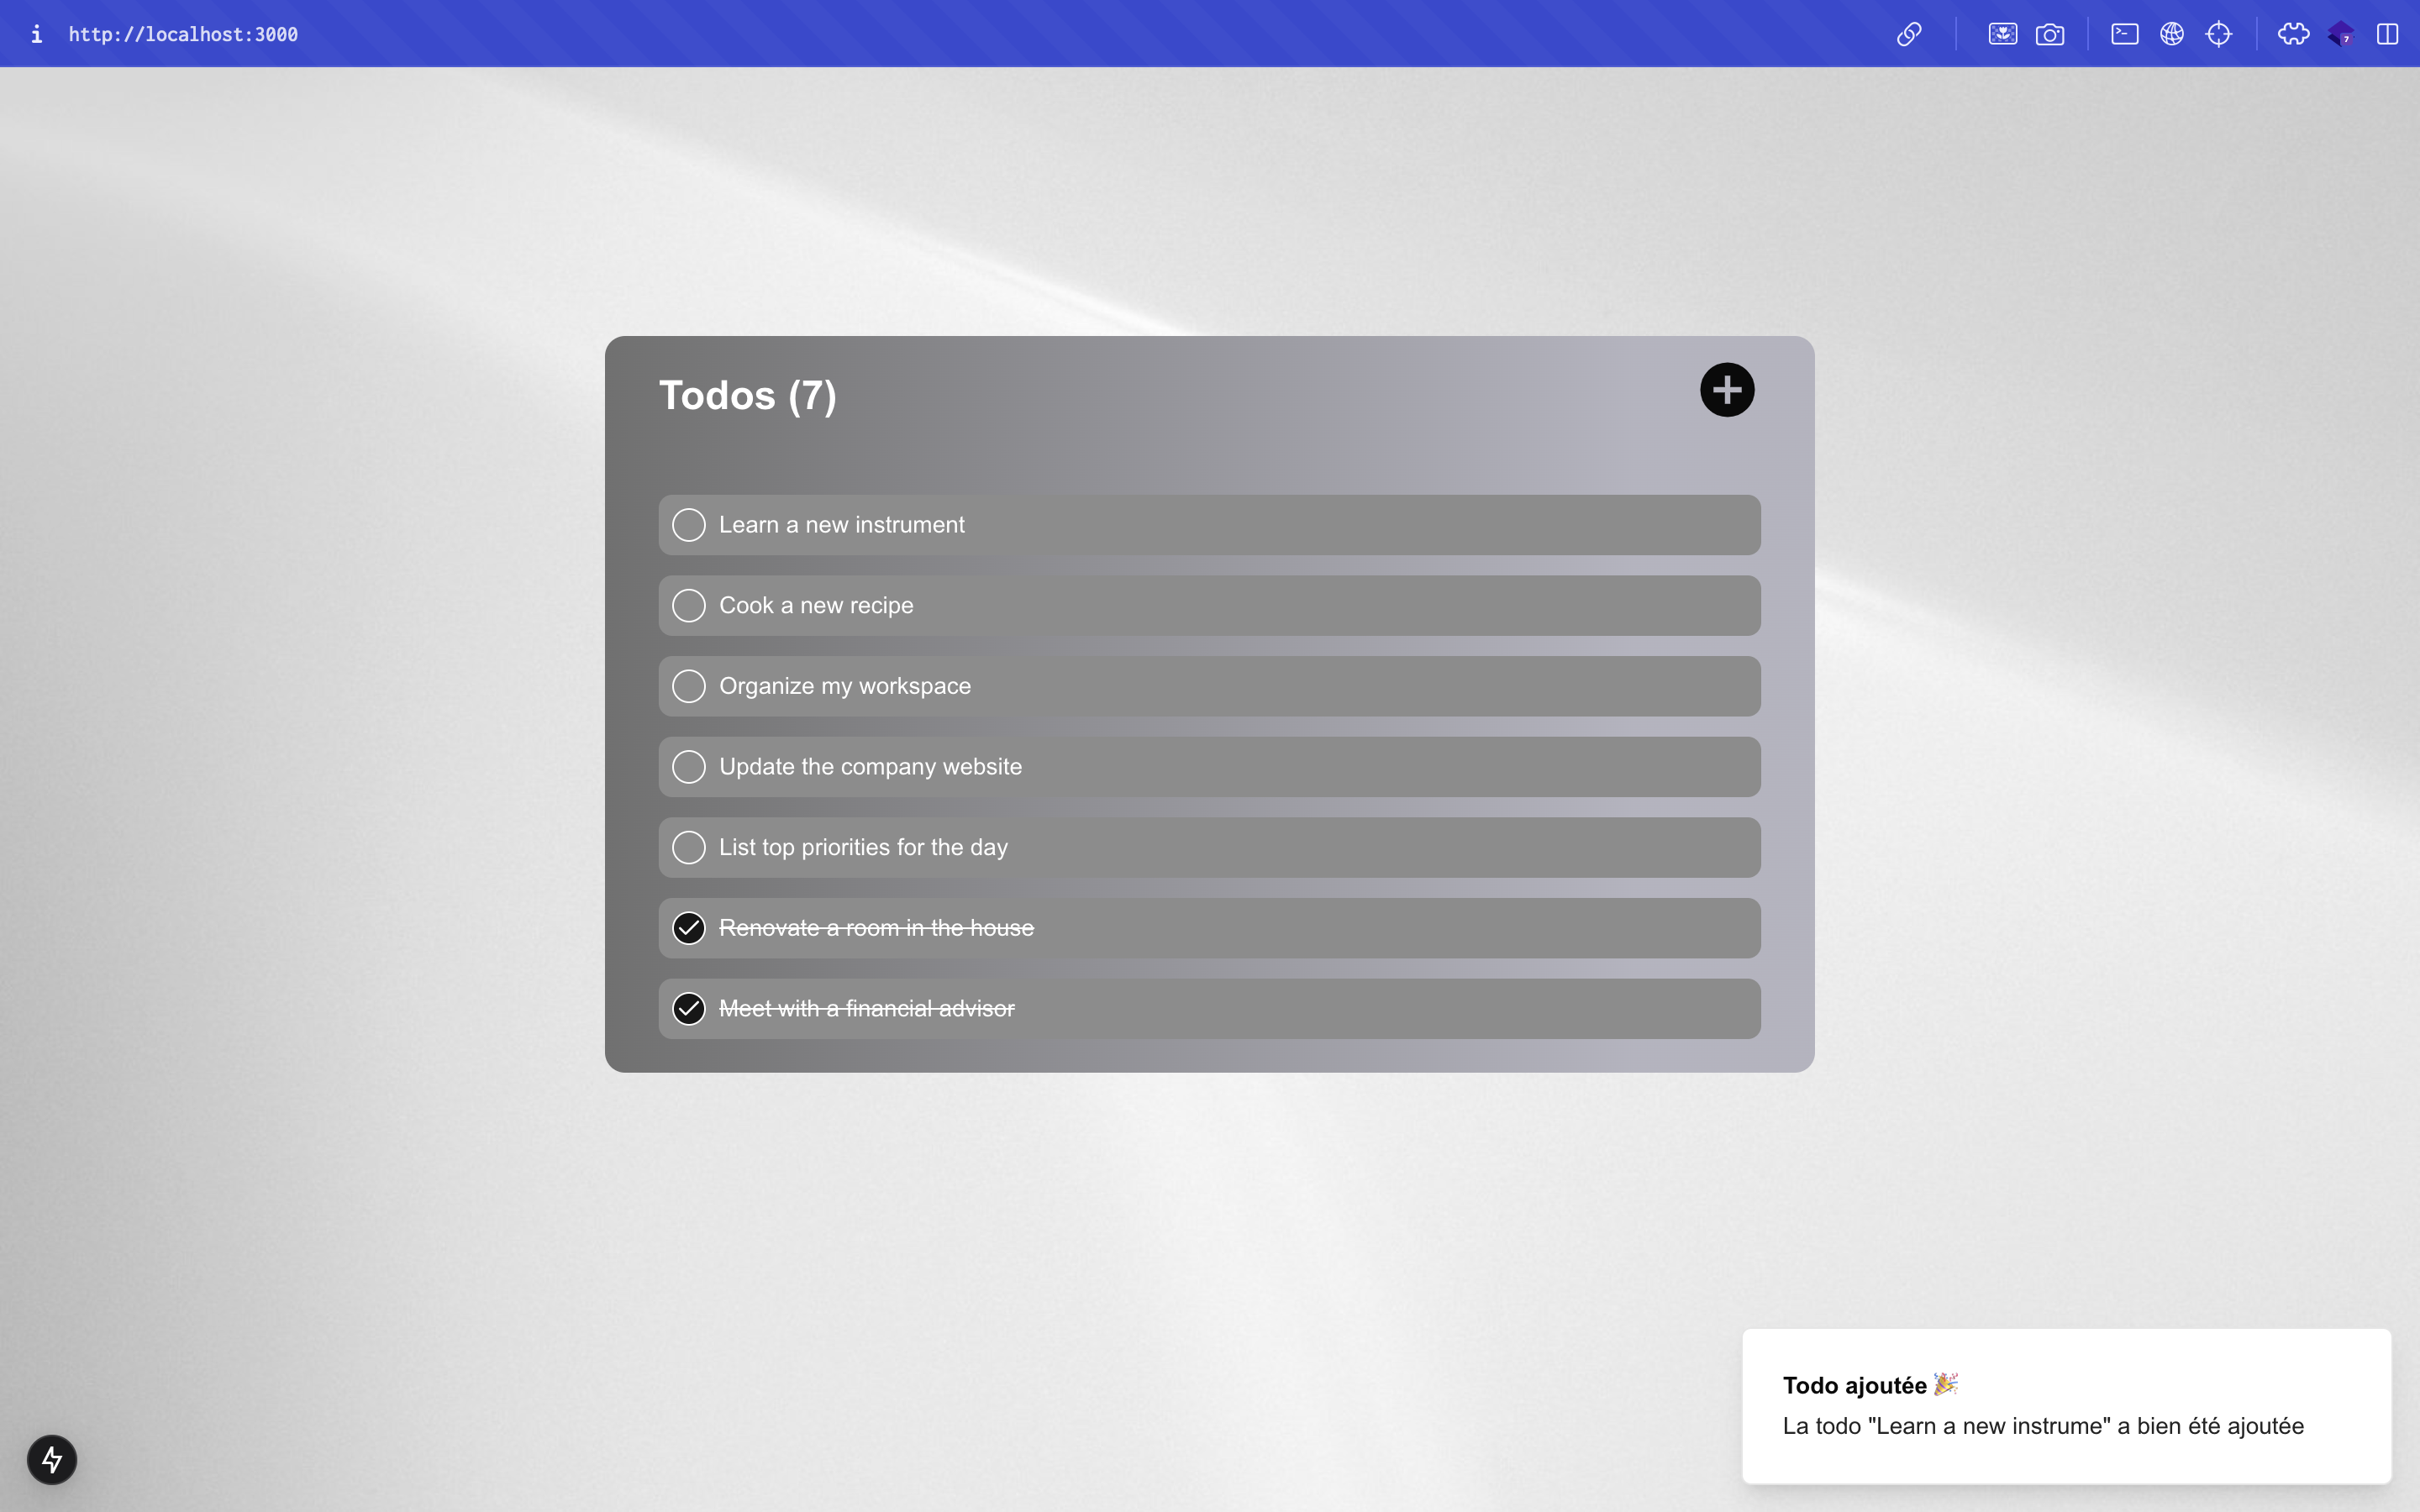 http://localhost:3000
7
Todos (7)
Learn a new instrument
Cook a new recipe
Organize my workspace
Update the company website
List top priorities for the day
Renovate a room in the house
Meet with a financial advisor
Todo ajoutée 🎉
La todo "Learn a new instrume" a bien été ajoutée